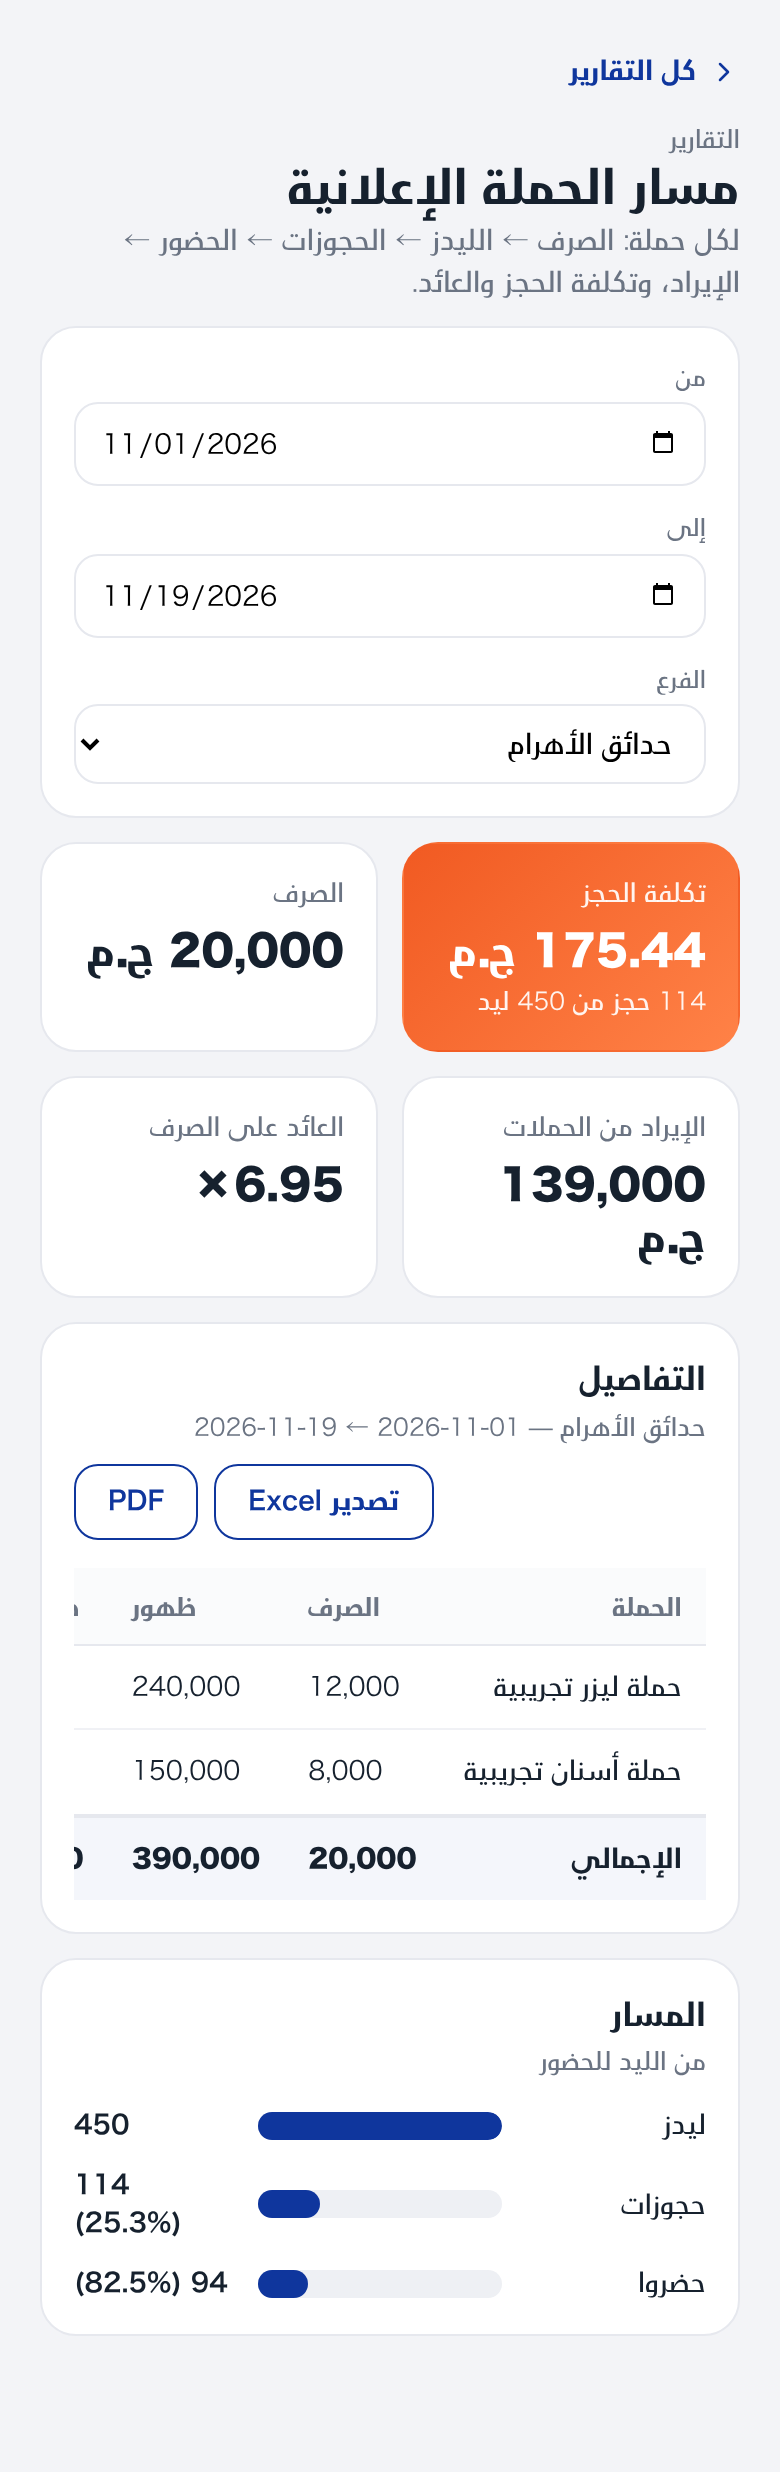 كل التقارير
التقارير
مسار الحملة الإعلانية
لكل حملة: الصرف ← الليدز ← الحجوزات ← الحضور ←
الإيراد، وتكلفة الحجز والعائد.
من
11/01/2026
إلى
11/19/2026
الفرع
حدائق الأهرام
تكلفة الحجز
175.44 ج.م
114 حجز من 450 ليد
الصرف
20,000 ج.م
الإيراد من الحملات
139,000
ج.م
العائد على الصرف
6.95×
التفاصيل
حدائق الأهرام — 2026-11-01 ← 2026-11-19
تصدير Excel
PDF
الحملة الصرف ظهور
حملة ليزر تجريبية 12,000 240,000
حملة أسنان تجريبية 8,000 150,000
الإجمالي 20,000 390,000
المسار
من الليد للحضور
ليدز 450
حجوزات 114
(25.3%)
حضروا 94 (82.5%)